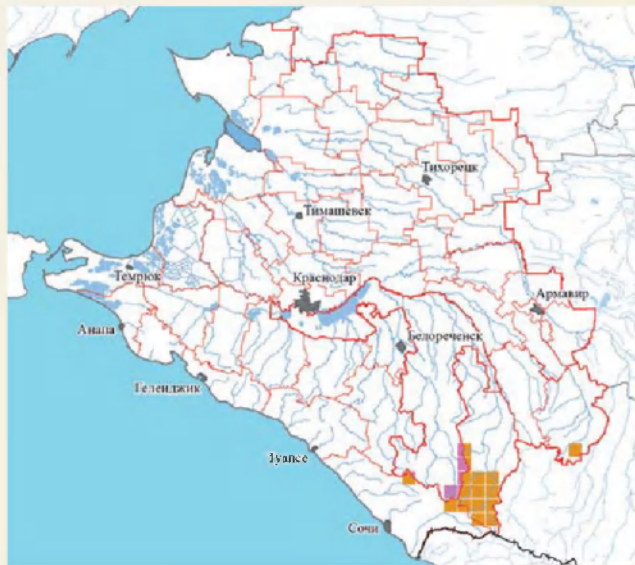 Тихорецк
Тимашевск
Темрюк
Краснодар
Армавир
Анапа
Белореченск
Геленджик
Туапсе
Сочи